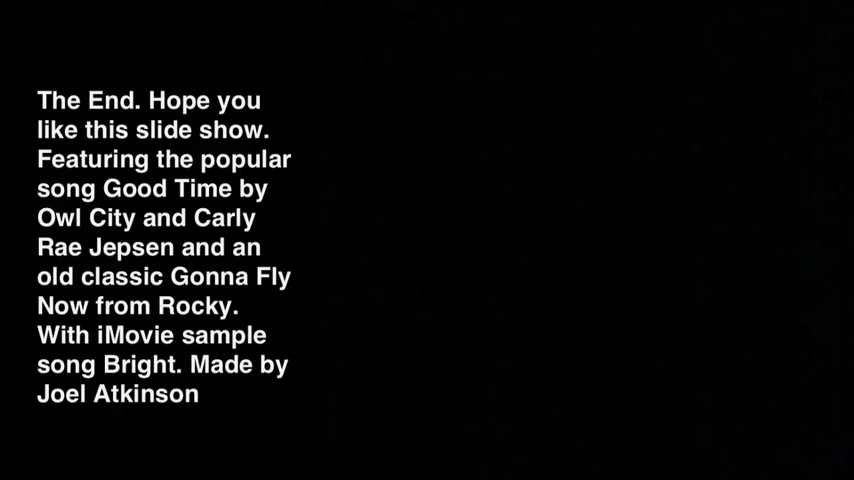 The End. Hope you
like this slide show.
Featuring the popular
song Good Time by
Owl City and Carly
Rae Jepsen and an
old classic Gonna Fly
Now from Rocky.
With iMovie sample
song Bright. Made by
Joel Atkinson